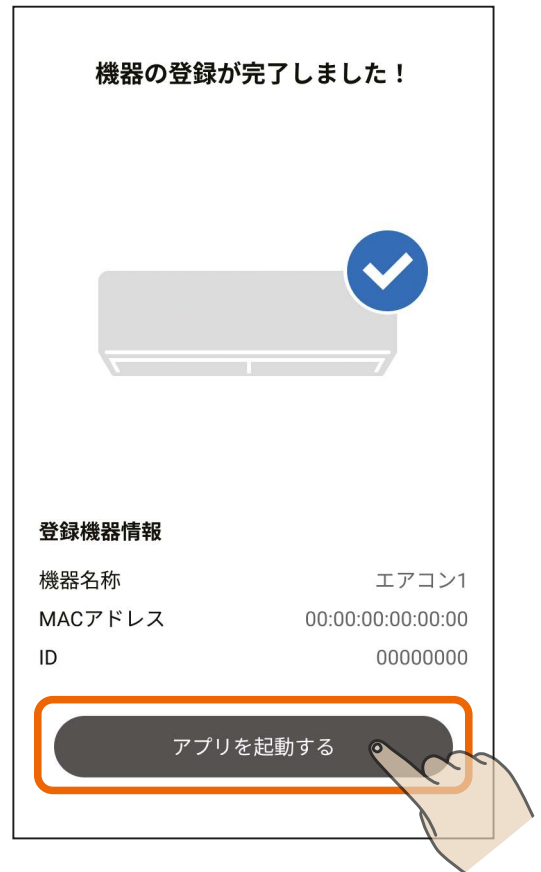 機器の登録が完了しました！
登録機器情報
機器名称 エアコン1
MACアドレス 00:00:00:00:00:00
ID 00000000
アプリを起動する